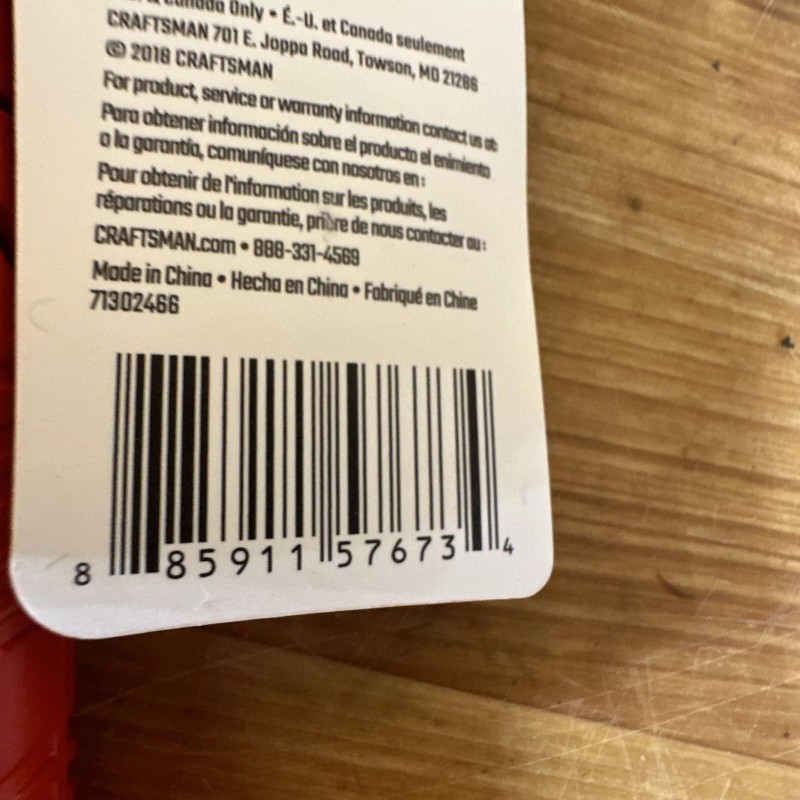 Canada Only • É.-U. et Canada seulement
CRAFTSMAN 701 E. Joppa Road, Towson, MD 21286
© 2018 CRAFTSMAN
For product, service or warranty information contact us at:
Para obtener información sobre el producto el enimiento
o la garantía, comuníquese con nosotros en:
Pour obtenir de l'information sur les produits, les
réparations ou la garantie, prière de nous contacter au:
CRAFTSMAN.com • 888-331-4569
Made in China • Hecho en China • Fabriqué en Chine
71302466
8 85911 57673 4